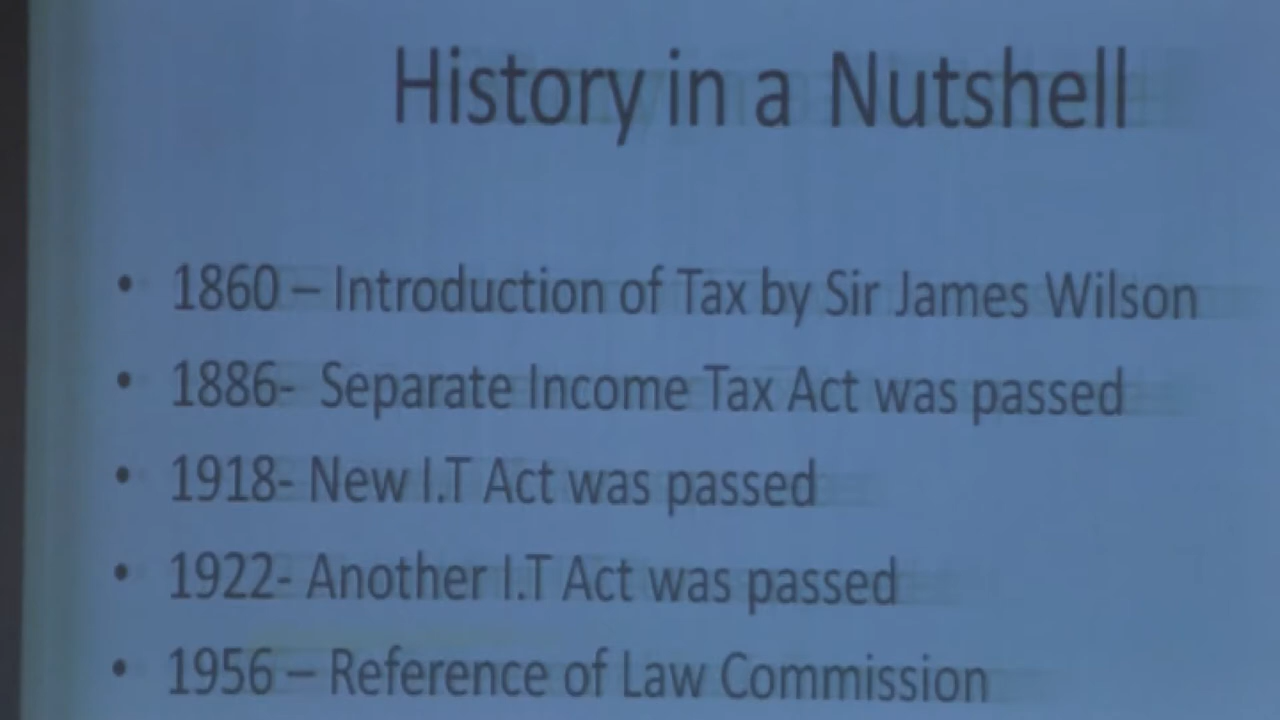 History in a Nutshell
• 1860 – Introduction of Tax by Sir James Wilson
• 1886- Separate Income Tax Act was passed
• 1918- New I.T Act was passed
• 1922- Another I.T Act was passed
• 1956 – Reference of Law Commission